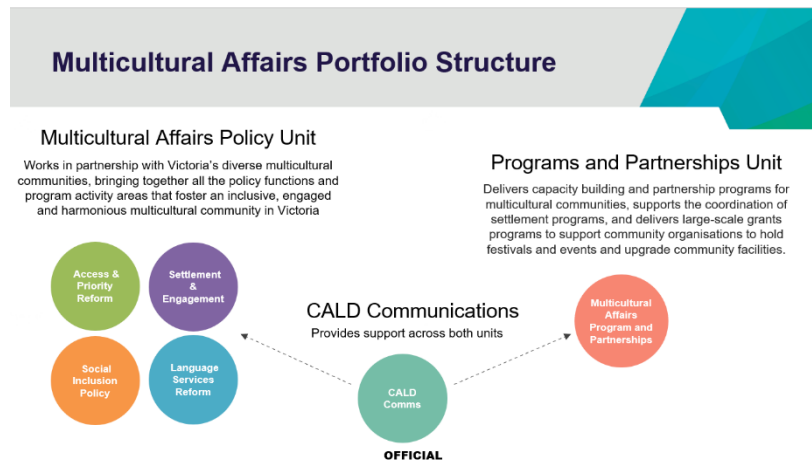 Multicultural Affairs Portfolio Structure
Multicultural Affairs Policy Unit
Works in partnership with Victoria's diverse multicultural
communities, bringing together all the policy functions and
program activity areas that foster an inclusive, engaged
and harmonious multicultural community in Victoria
Access &
Priority
Reform
Settlement
&
Engagement
Social
Inclusion
Policy
Language
Services
Reform
CALD Communications
Provides support across both units
CALD
Comms
Programs and Partnerships Unit
Delivers capacity building and partnership programs for
multicultural communities, supports the coordination of
settlement programs, and delivers large-scale grants
programs to support community organisations to hold
festivals and events and upgrade community facilities.
Multicultural
Affairs
Program and
Partnerships
OFFICIAL